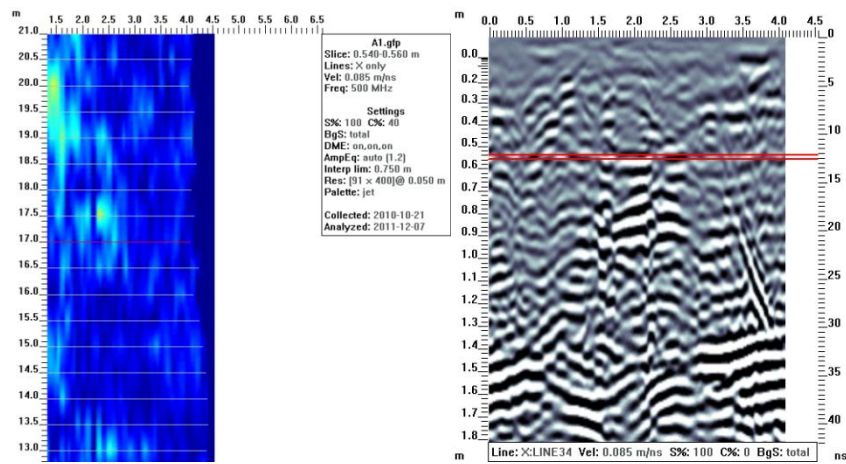 m
1.5 2.0 2.5 3.0 3.5 4.0 4.5 5.0 5.5 6.0 6.5
21.0
20.5
20.0
19.5
19.0
18.5
18.0
17.5
17.0
16.5
16.0
15.5
15.0
14.5
14.0
13.5
13.0
A1.gfp
Slice: 0.540-0.560 m
Lines: X only
Vel: 0.085 m/ns
Freq: 500 MHz
Settings
S%: 100 C%: 40
BgS: total
DME: on,on,on
AmpEq: auto (1.2)
Interp lim: 0.750 m
Res: [91 × 400]@ 0.050 m
Palette: jet
Collected: 2010-10-21
Analyzed: 2011-12-07
m
0.0 0.5 1.0 1.5 2.0 2.5 3.0 3.5 4.0 4.5
0.0
0.1
0.2
0.3
0.4
0.5
0.6
0.7
0.8
0.9
1.0
1.1
1.2
1.3
1.4
1.5
1.6
1.7
1.8
m
0
5
10
15
20
25
30
35
40
ns
Line: X:LINE34 Vel: 0.085 m/ns S%: 100 C%: 0 BgS: total